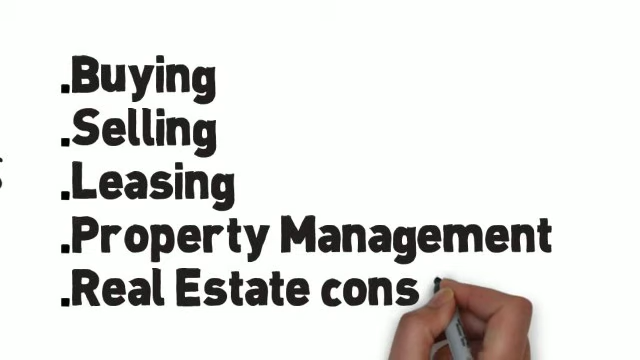 .Buying
.Selling
.Leasing
.Property Management
.Real Estate cons